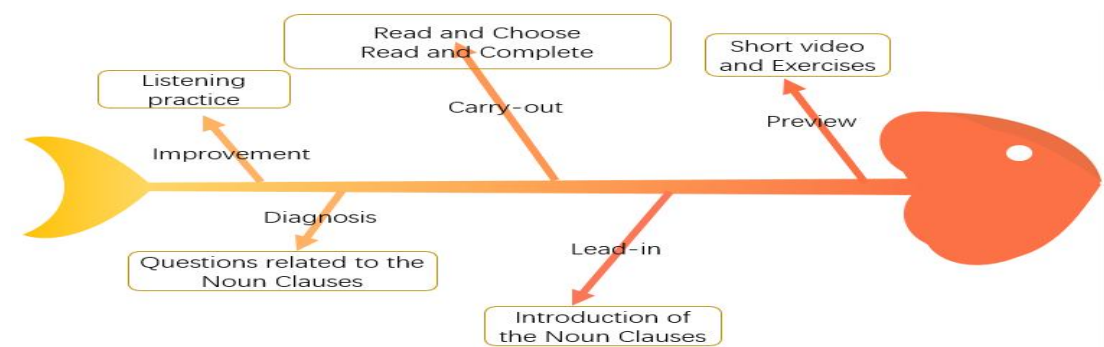 Read and Choose
Read and Complete
Short video
and Exercises
Listening
practice
Carry-out
Preview
Improvement
Diagnosis
Lead-in
Questions related to the
Noun Clauses
Introduction of
the Noun Clauses